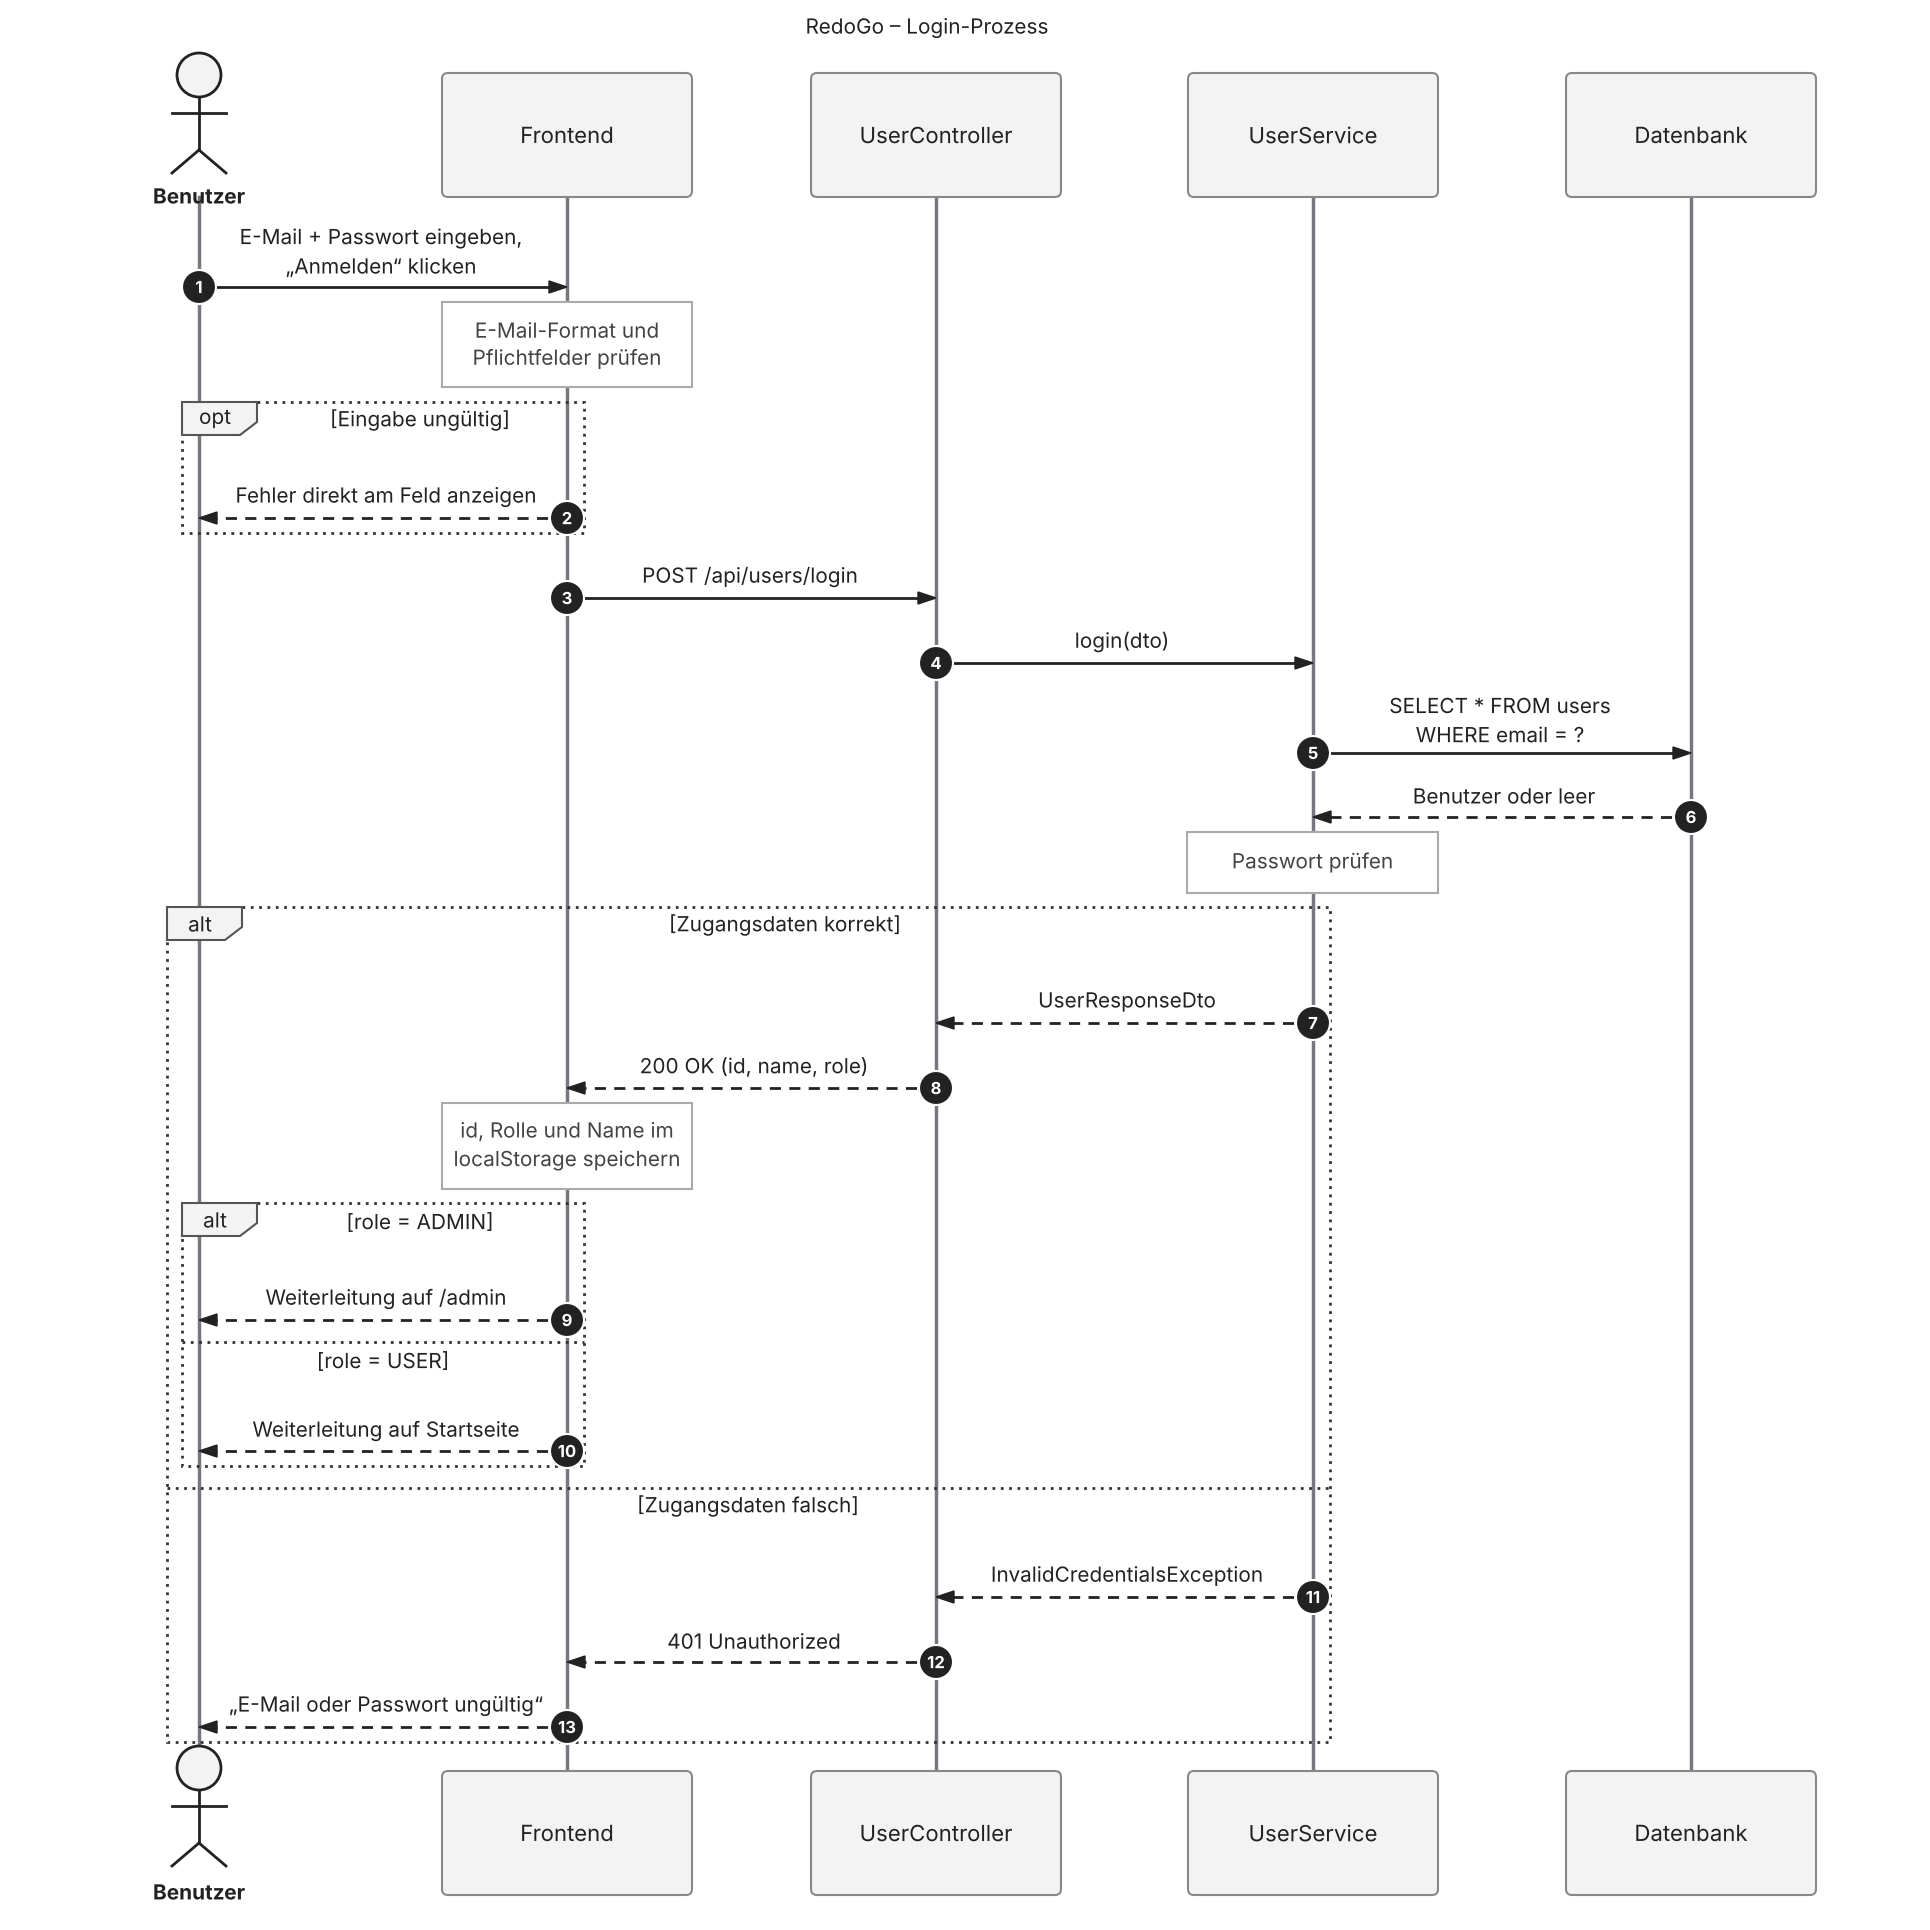 RedoGo – Login-Prozess
Benutzer
Frontend
UserController
UserService
Datenbank
E-Mail + Passwort eingeben,
„Anmelden“ klicken
1
E-Mail-Format und
Pflichtfelder prüfen
opt
[Eingabe ungültig]
Fehler direkt am Feld anzeigen
2
POST /api/users/login
3
login(dto)
4
SELECT * FROM users
WHERE email = ?
5
Benutzer oder leer
6
Passwort prüfen
alt
[Zugangsdaten korrekt]
UserResponseDto
7
200 OK (id, name, role)
8
id, Rolle und Name im
localStorage speichern
alt
[role = ADMIN]
Weiterleitung auf /admin
9
[role = USER]
Weiterleitung auf Startseite
10
[Zugangsdaten falsch]
InvalidCredentialsException
11
401 Unauthorized
12
„E-Mail oder Passwort ungültig“
13
Benutzer
Frontend
UserController
UserService
Datenbank